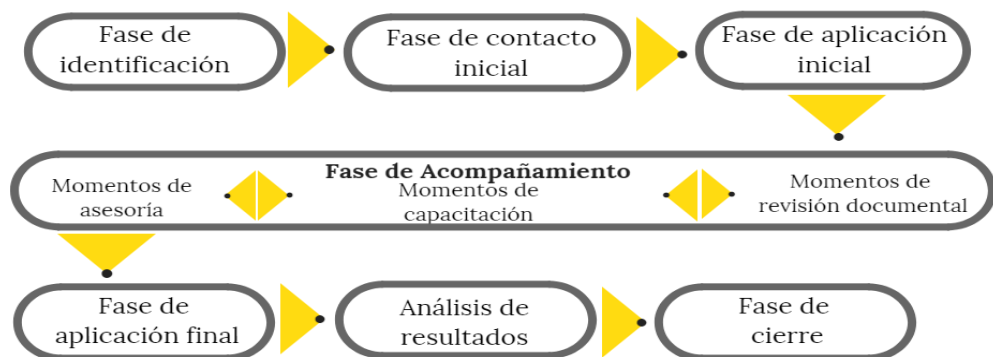 Fase de
identificación
Fase de contacto
inicial
Fase de aplicación
inicial
Fase de Acompañamiento
Momentos de
asesoría
Momentos de
capacitación
Momentos de
revisión documental
Fase de
aplicación final
Análisis de
resultados
Fase de
cierre